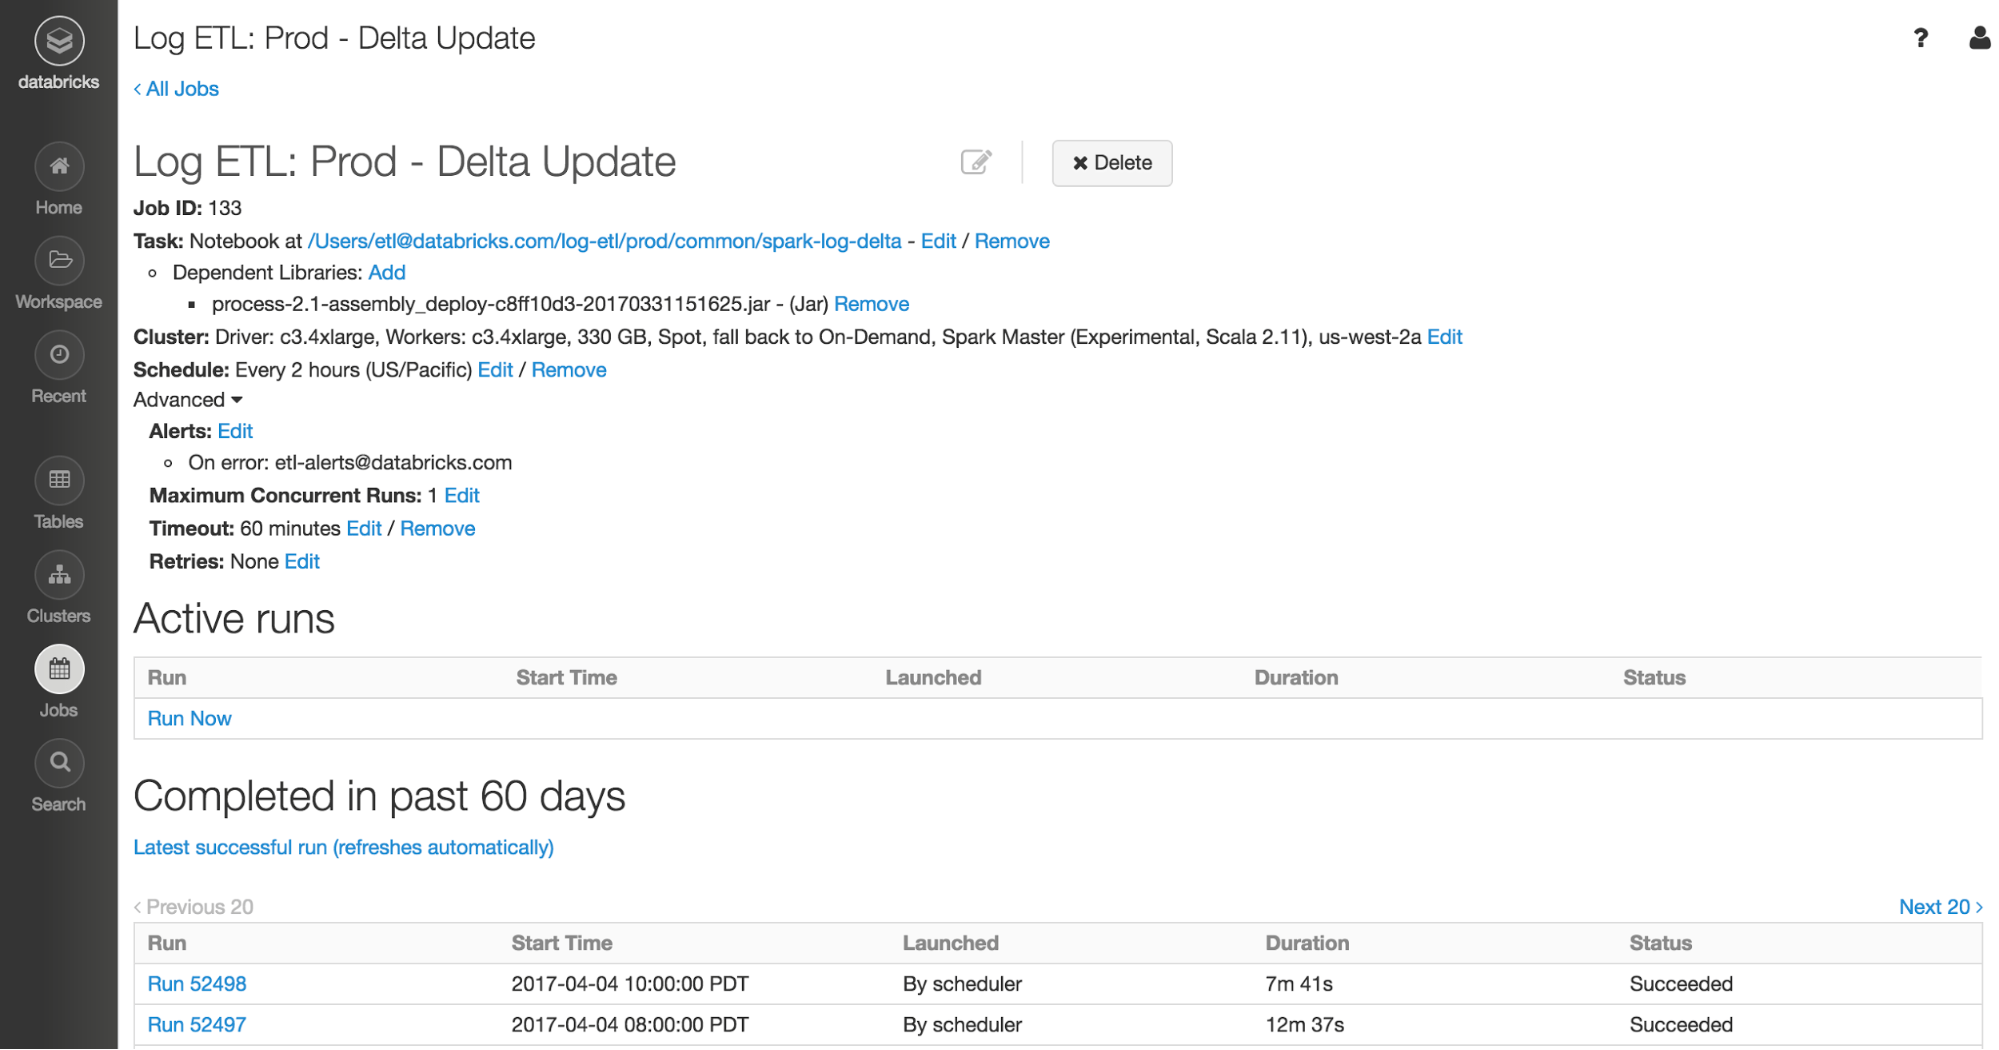 databricks
Log ETL: Prod - Delta Update
?
‹ All Jobs
Home
Workspace
Recent
Tables
Clusters
Jobs
Search
Log ETL: Prod - Delta Update
✖ Delete
Job ID: 133
Task: Notebook at /Users/etl@databricks.com/log-etl/prod/common/spark-log-delta - Edit / Remove
Dependent Libraries: Add
process-2.1-assembly_deploy-c8ff10d3-20170331151625.jar - (Jar) Remove
Cluster: Driver: c3.4xlarge, Workers: c3.4xlarge, 330 GB, Spot, fall back to On-Demand, Spark Master (Experimental, Scala 2.11), us-west-2a Edit
Schedule: Every 2 hours (US/Pacific) Edit / Remove
Advanced
Alerts: Edit
On error: etl-alerts@databricks.com
Maximum Concurrent Runs: 1 Edit
Timeout: 60 minutes Edit / Remove
Retries: None Edit
Active runs
Run Start Time Launched Duration Status
Run Now
Completed in past 60 days
Latest successful run (refreshes automatically)
‹ Previous 20 Next 20 ›
Run Start Time Launched Duration Status
Run 52498 2017-04-04 10:00:00 PDT By scheduler 7m 41s Succeeded
Run 52497 2017-04-04 08:00:00 PDT By scheduler 12m 37s Succeeded